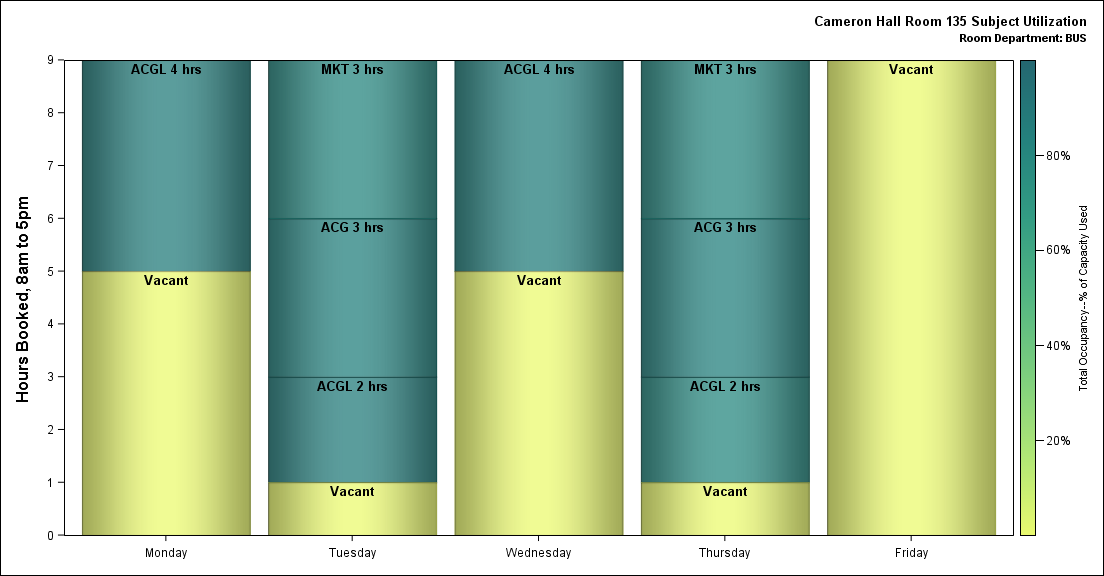 Cameron Hall Room 135 Subject Utilization
Room Department: BUS
Hours Booked, 8am to 5pm
9
8
7
6
5
4
3
2
1
0
ACGL 4 hrs
Vacant
MKT 3 hrs
ACG 3 hrs
ACGL 2 hrs
Vacant
ACGL 4 hrs
Vacant
MKT 3 hrs
ACG 3 hrs
ACGL 2 hrs
Vacant
Vacant
Monday
Tuesday
Wednesday
Thursday
Friday
80%
60%
40%
20%
Total Occupancy--% of Capacity Used